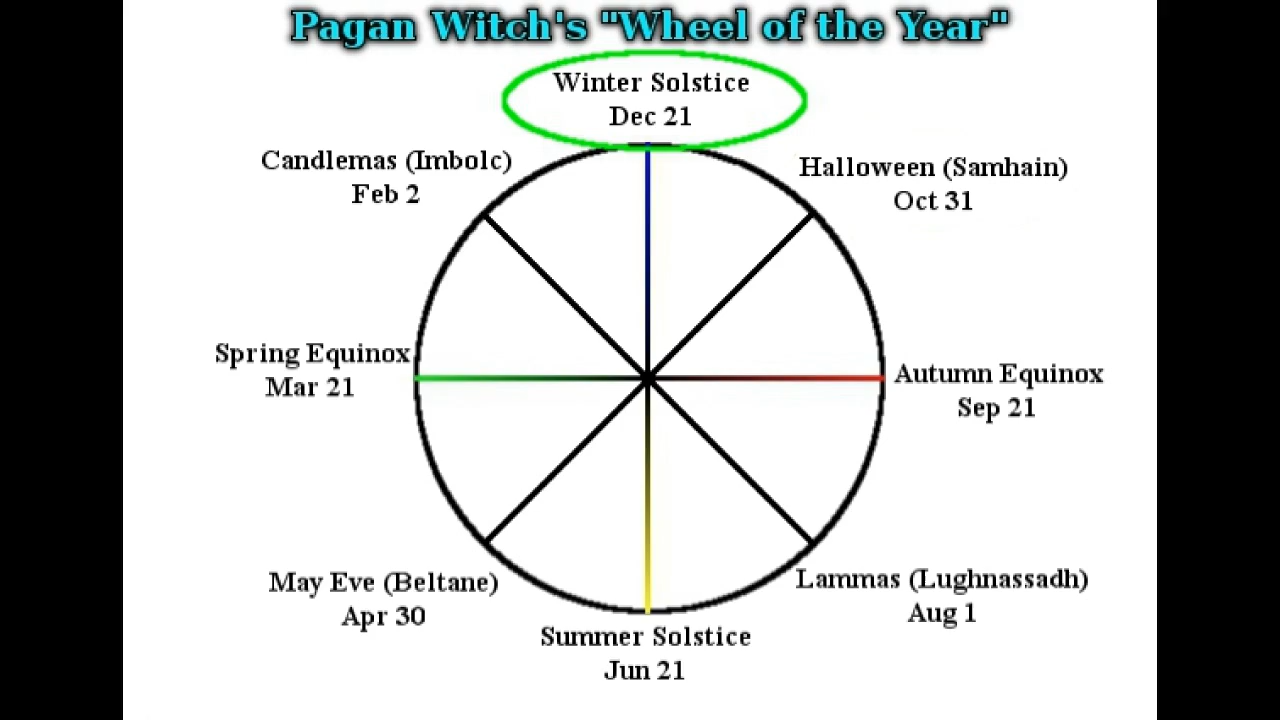 Pagan Witch's "Wheel of the Year"
Winter Solstice
Dec 21
Candlemas (Imbolc)
Feb 2
Halloween (Samhain)
Oct 31
Spring Equinox
Mar 21
Autumn Equinox
Sep 21
May Eve (Beltane)
Apr 30
Lammas (Lughnassadh)
Aug 1
Summer Solstice
Jun 21